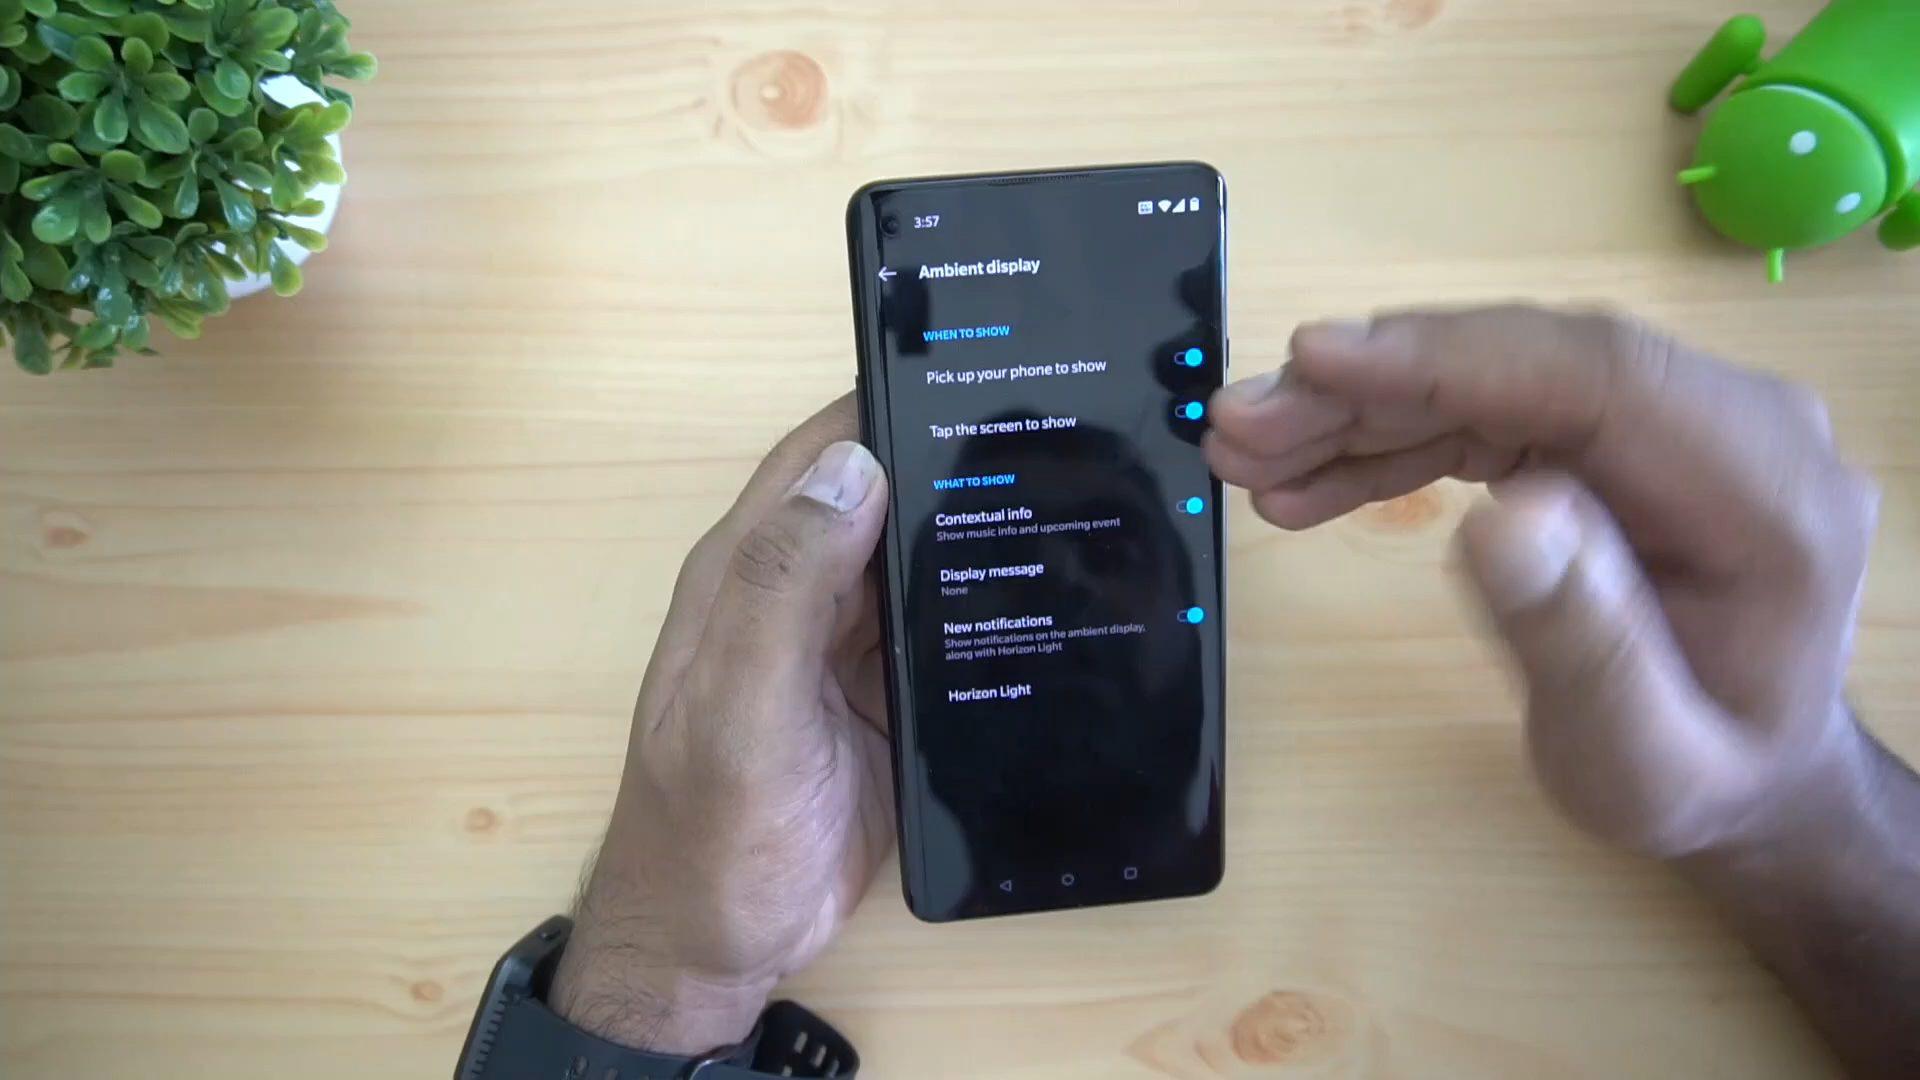 3:57
Ambient display
WHEN TO SHOW
Pick up your phone to show
Tap the screen to show
WHAT TO SHOW
Contextual info
Show music info and upcoming event
Display message
None
New notifications
Show notifications on the ambient display,
along with Horizon Light
Horizon Light